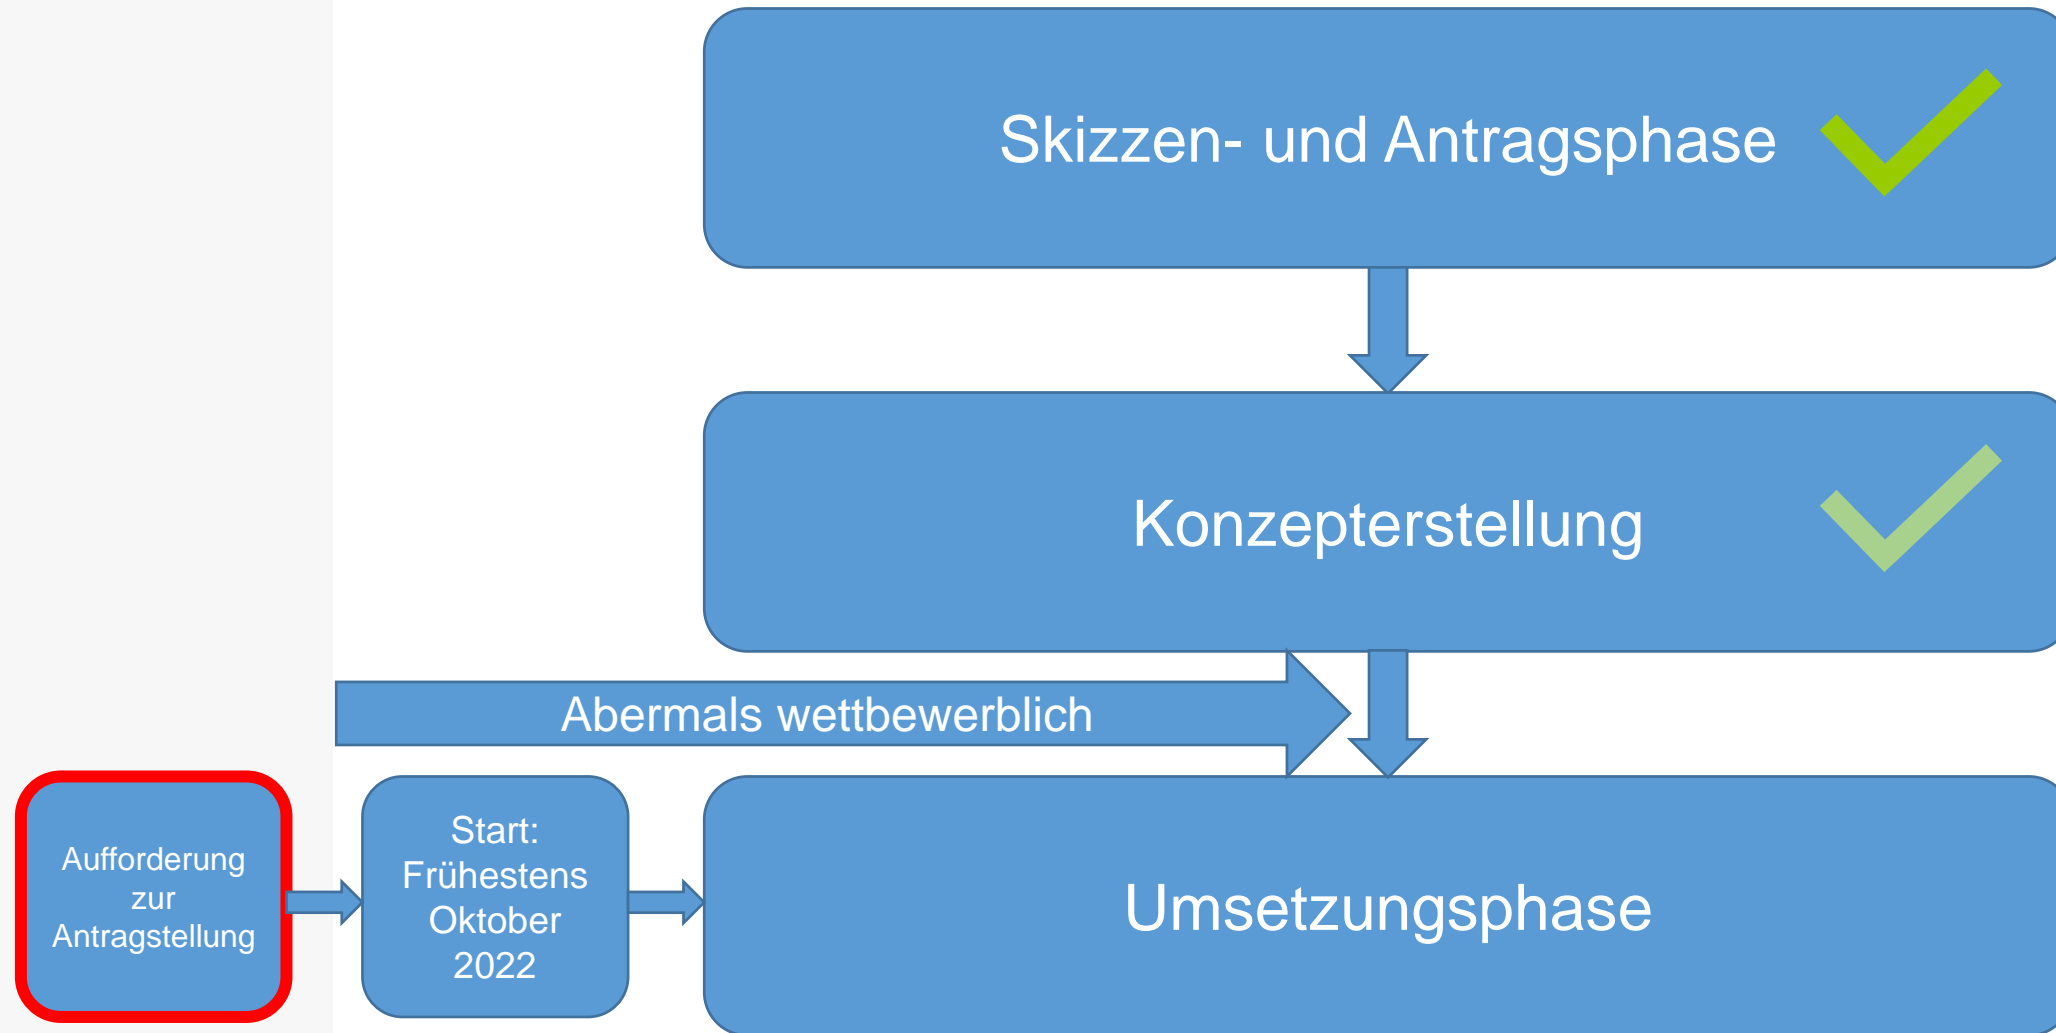 Skizzen- und Antragsphase
Konzepterstellung
Abermals wettbewerblich
Aufforderung
zur
Antragstellung
Start:
Frühestens
Oktober
2022
Umsetzungsphase